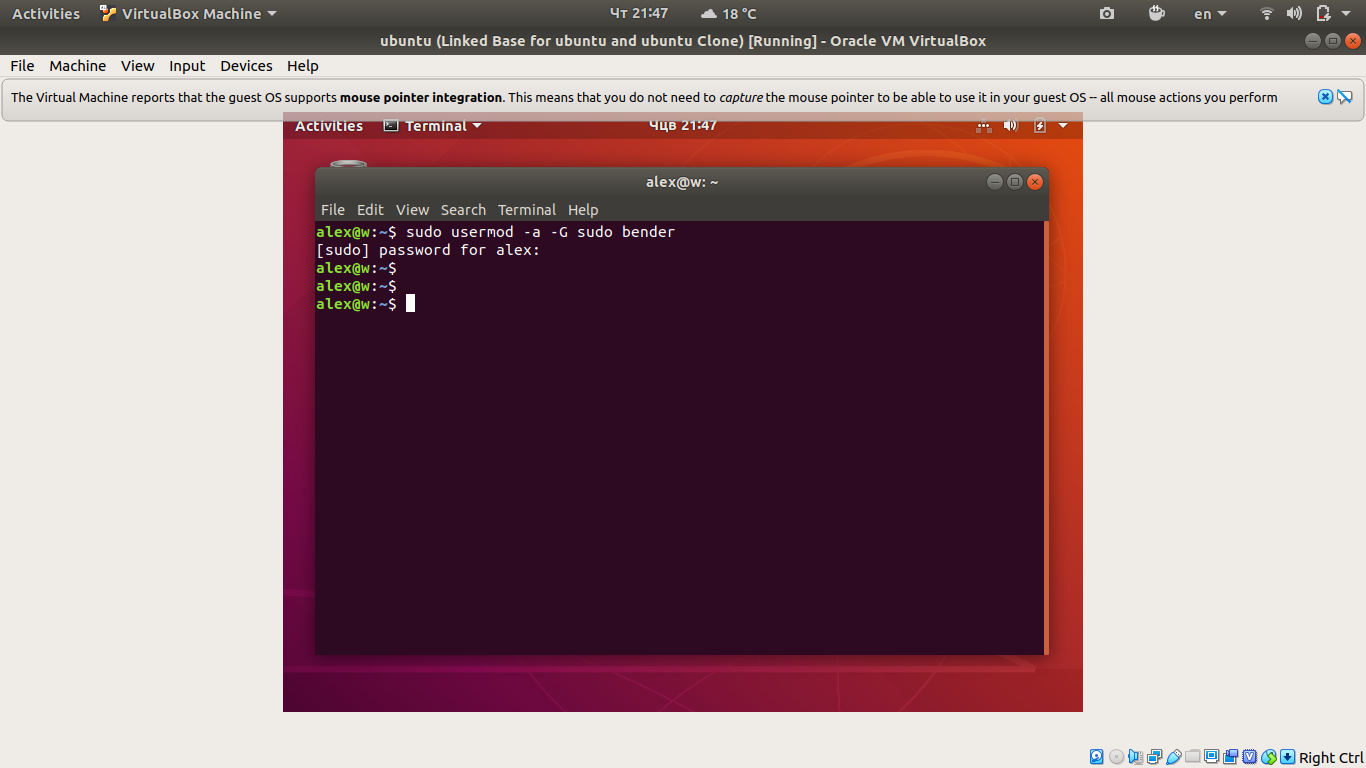 Activities VirtualBox Machine Чт 21:47 18 °C en
ubuntu (Linked Base for ubuntu and ubuntu Clone) [Running] - Oracle VM VirtualBox
File Machine View Input Devices Help
The Virtual Machine reports that the guest OS supports mouse pointer integration. This means that you do not need to capture the mouse pointer to be able to use it in your guest OS -- all mouse actions you perform
Activities Terminal Чцв 21:47
alex@w: ~
File Edit View Search Terminal Help
alex@w:~$ sudo usermod -a -G sudo bender
[sudo] password for alex:
alex@w:~$
alex@w:~$
alex@w:~$
Right Ctrl